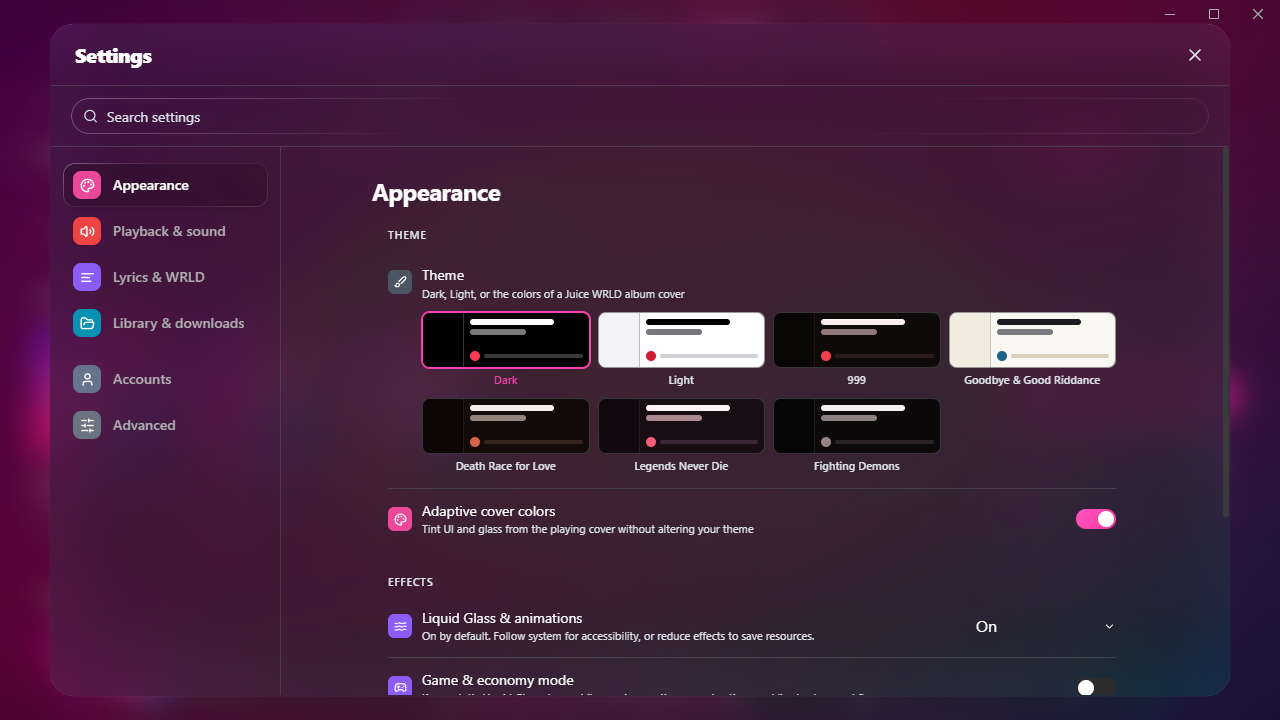 Settings
Search settings
Appearance
Playback & sound
Lyrics & WRLD
Library & downloads
Accounts
Advanced
Appearance
THEME
Theme
Dark, Light, or the colors of a Juice WRLD album cover
Dark
Light
999
Goodbye & Good Riddance
Death Race for Love
Legends Never Die
Fighting Demons
Adaptive cover colors
Tint UI and glass from the playing cover without altering your theme
EFFECTS
Liquid Glass & animations
On by default. Follow system for accessibility, or reduce effects to save resources.
On
Game & economy mode